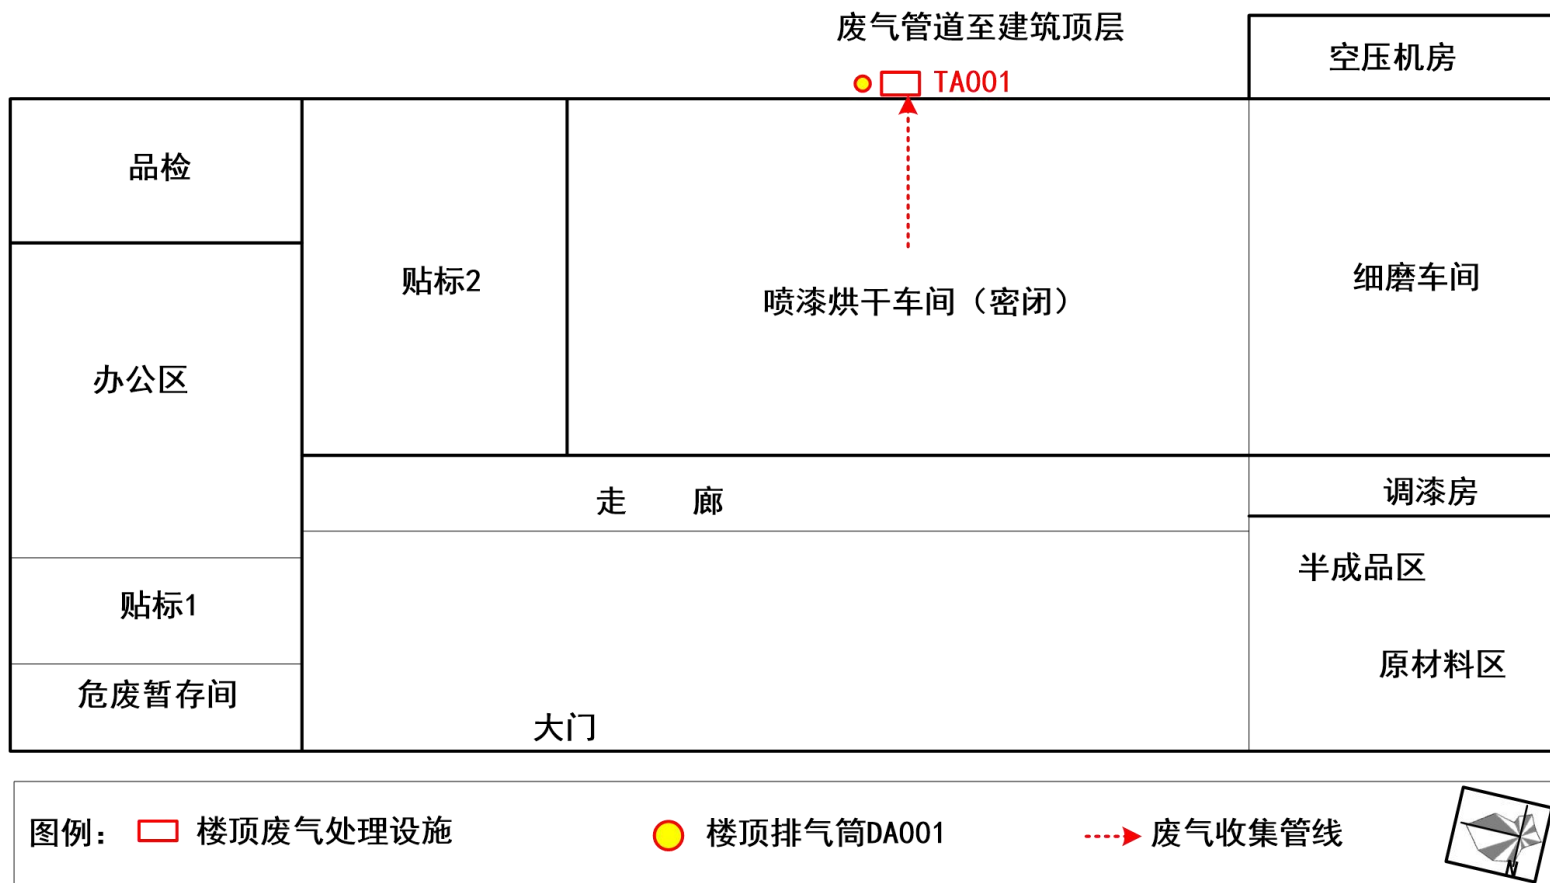 废气管道至建筑顶层
空压机房
TA001
品检
贴标2
喷漆烘干车间（密闭）
细磨车间
办公区
走 廊
调漆房
半成品区
贴标1
原材料区
危废暂存间
大门
图例： 楼顶废气处理设施 楼顶排气筒DA001 废气收集管线
N